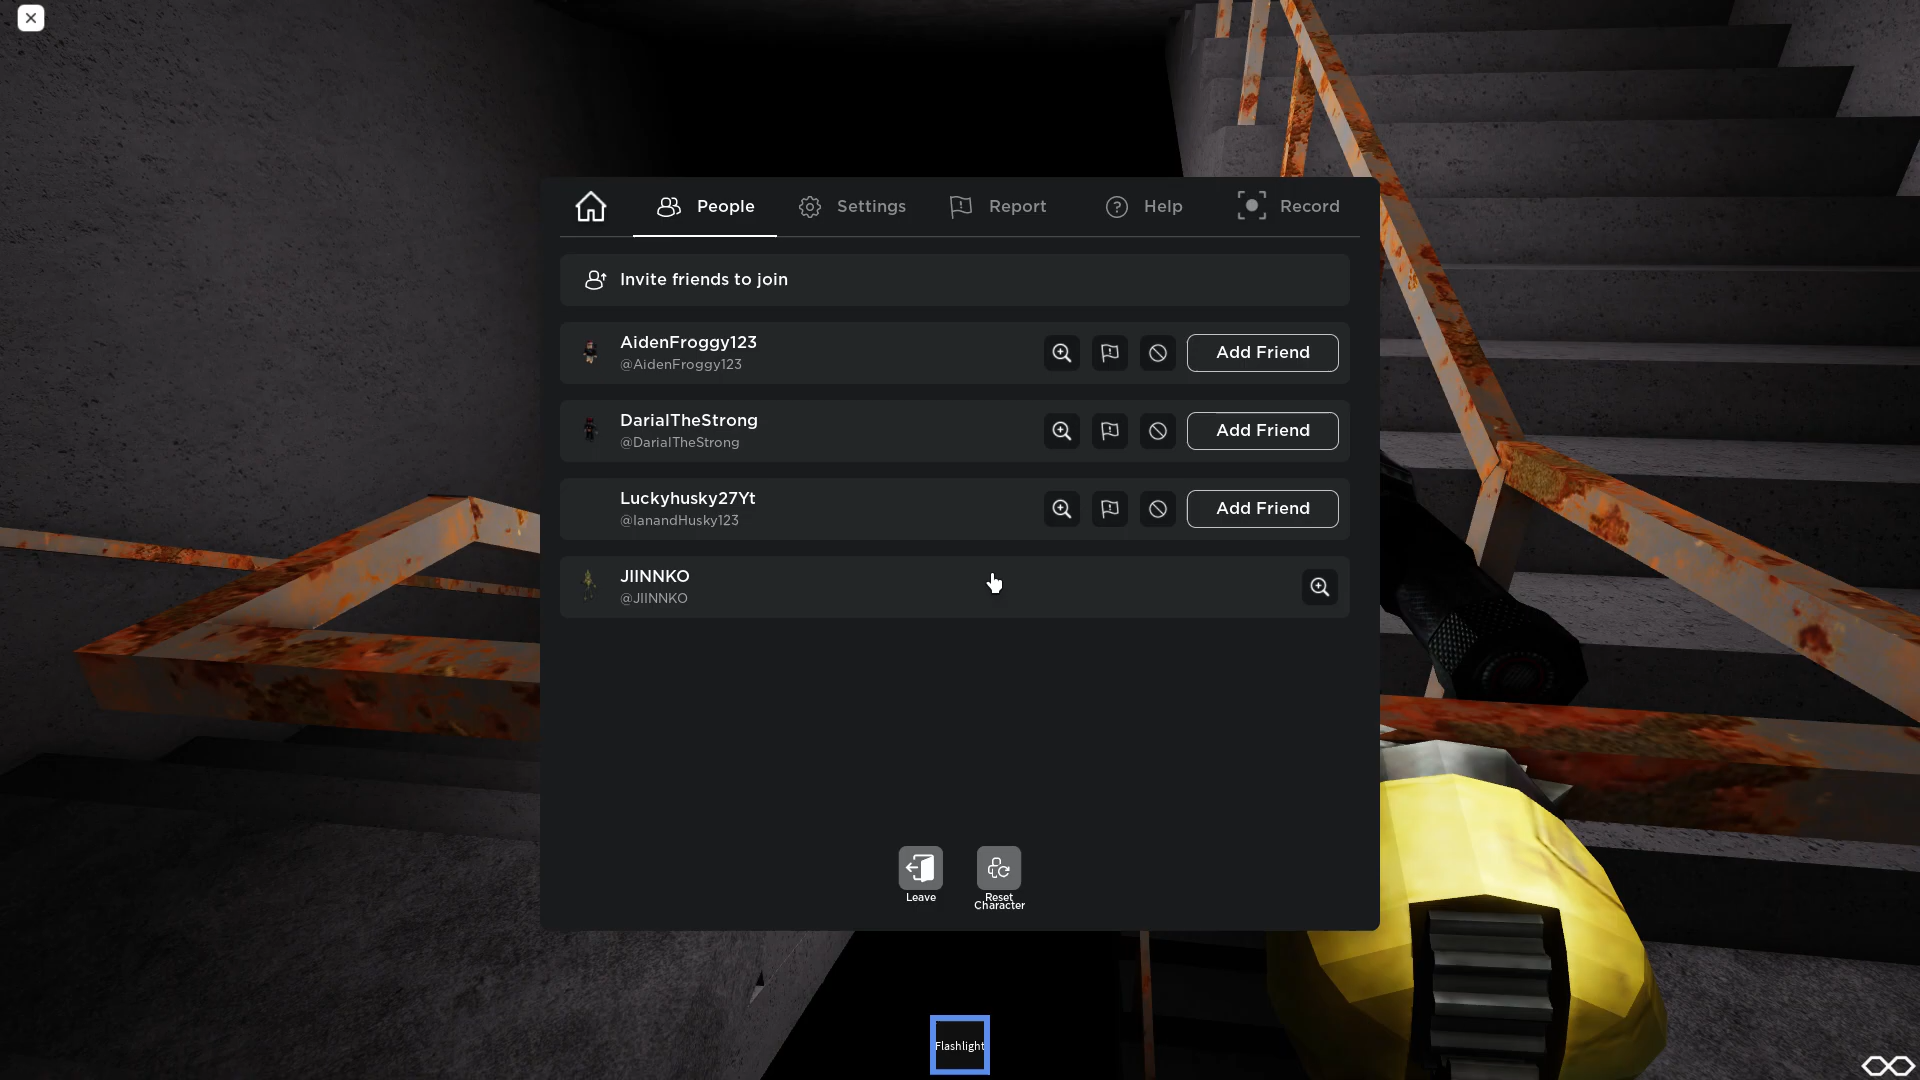 People
Settings
Report
Help
Record
Invite friends to join
AidenFroggy123
@AidenFroggy123
Add Friend
DarialTheStrong
@DarialTheStrong
Add Friend
Luckyhusky27Yt
@IanandHusky123
Add Friend
JIINNKO
@JIINNKO
Leave
Reset
Character
Flashlight